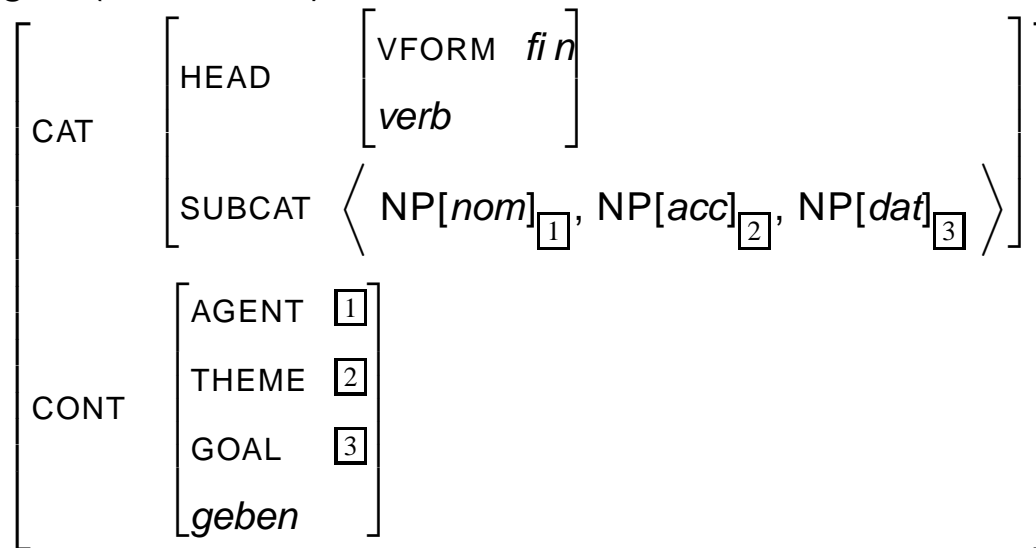 VFORM fin
HEAD
verb
CAT
SUBCAT ⟨ NP[nom]1, NP[acc]2, NP[dat]3 ⟩
AGENT 1
THEME 2
CONT
GOAL 3
geben